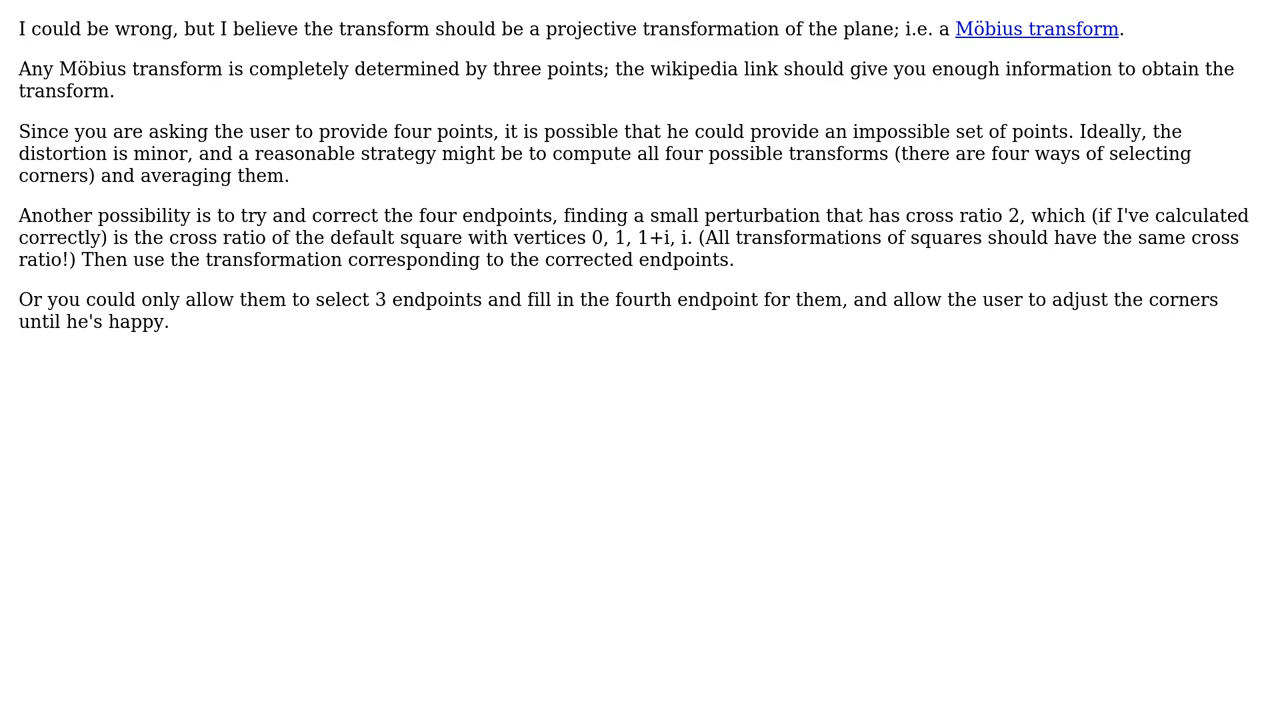 I could be wrong, but I believe the transform should be a projective transformation of the plane; i.e. a Möbius transform.
Any Möbius transform is completely determined by three points; the wikipedia link should give you enough information to obtain the
transform.
Since you are asking the user to provide four points, it is possible that he could provide an impossible set of points. Ideally, the
distortion is minor, and a reasonable strategy might be to compute all four possible transforms (there are four ways of selecting
corners) and averaging them.
Another possibility is to try and correct the four endpoints, finding a small perturbation that has cross ratio 2, which (if I've calculated
correctly) is the cross ratio of the default square with vertices 0, 1, 1+i, i. (All transformations of squares should have the same cross
ratio!) Then use the transformation corresponding to the corrected endpoints.
Or you could only allow them to select 3 endpoints and fill in the fourth endpoint for them, and allow the user to adjust the corners
until he's happy.